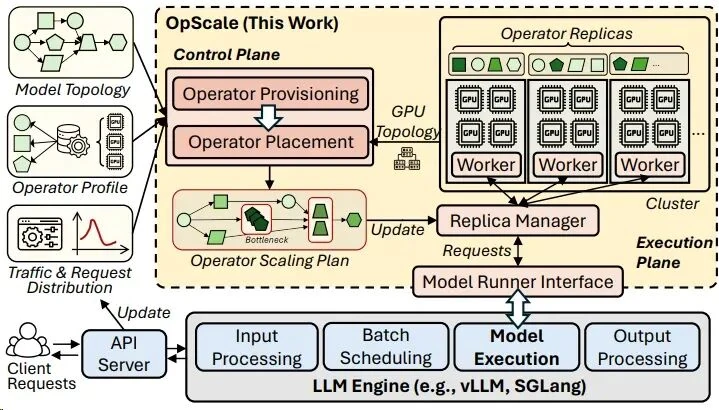 OpScale (This Work)
Model Topology
Operator Profile
Traffic & Request
Distribution
Control Plane
Operator Provisioning
Operator Placement
GPU
Topology
Operator Replicas
...
GPU GPU GPU GPU GPU GPU
GPU GPU GPU GPU GPU GPU
...
Worker
Worker
Worker
Cluster
Bottleneck
Operator Scaling Plan
Update
Replica Manager
Requests
Execution
Plane
Model Runner Interface
GPU
GPU
GPU
Update
Client
Requests
API
Server
Input
Processing
Batch
Scheduling
Model
Execution
Output
Processing
LLM Engine (e.g., vLLM, SGLang)